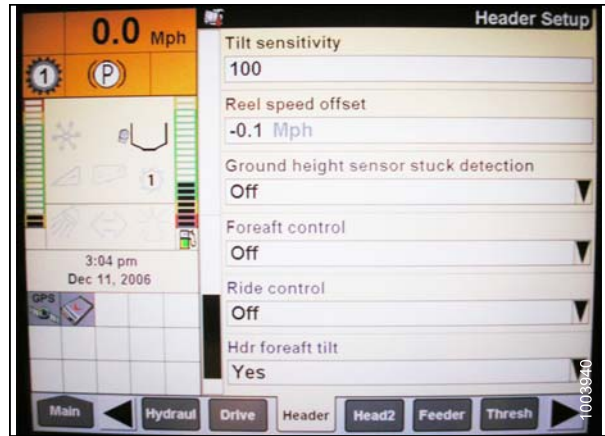 0.0 Mph
1
(P)
1
3:04 pm
Dec 11, 2006
GPS
Header Setup
Tilt sensitivity
100
Reel speed offset
-0.1 Mph
Ground height sensor stuck detection
Off
Foreaft control
Off
Ride control
Off
Hdr foreaft tilt
Yes
Main
Hydraul
Drive
Header
Head2
Feeder
Thresh
1003940